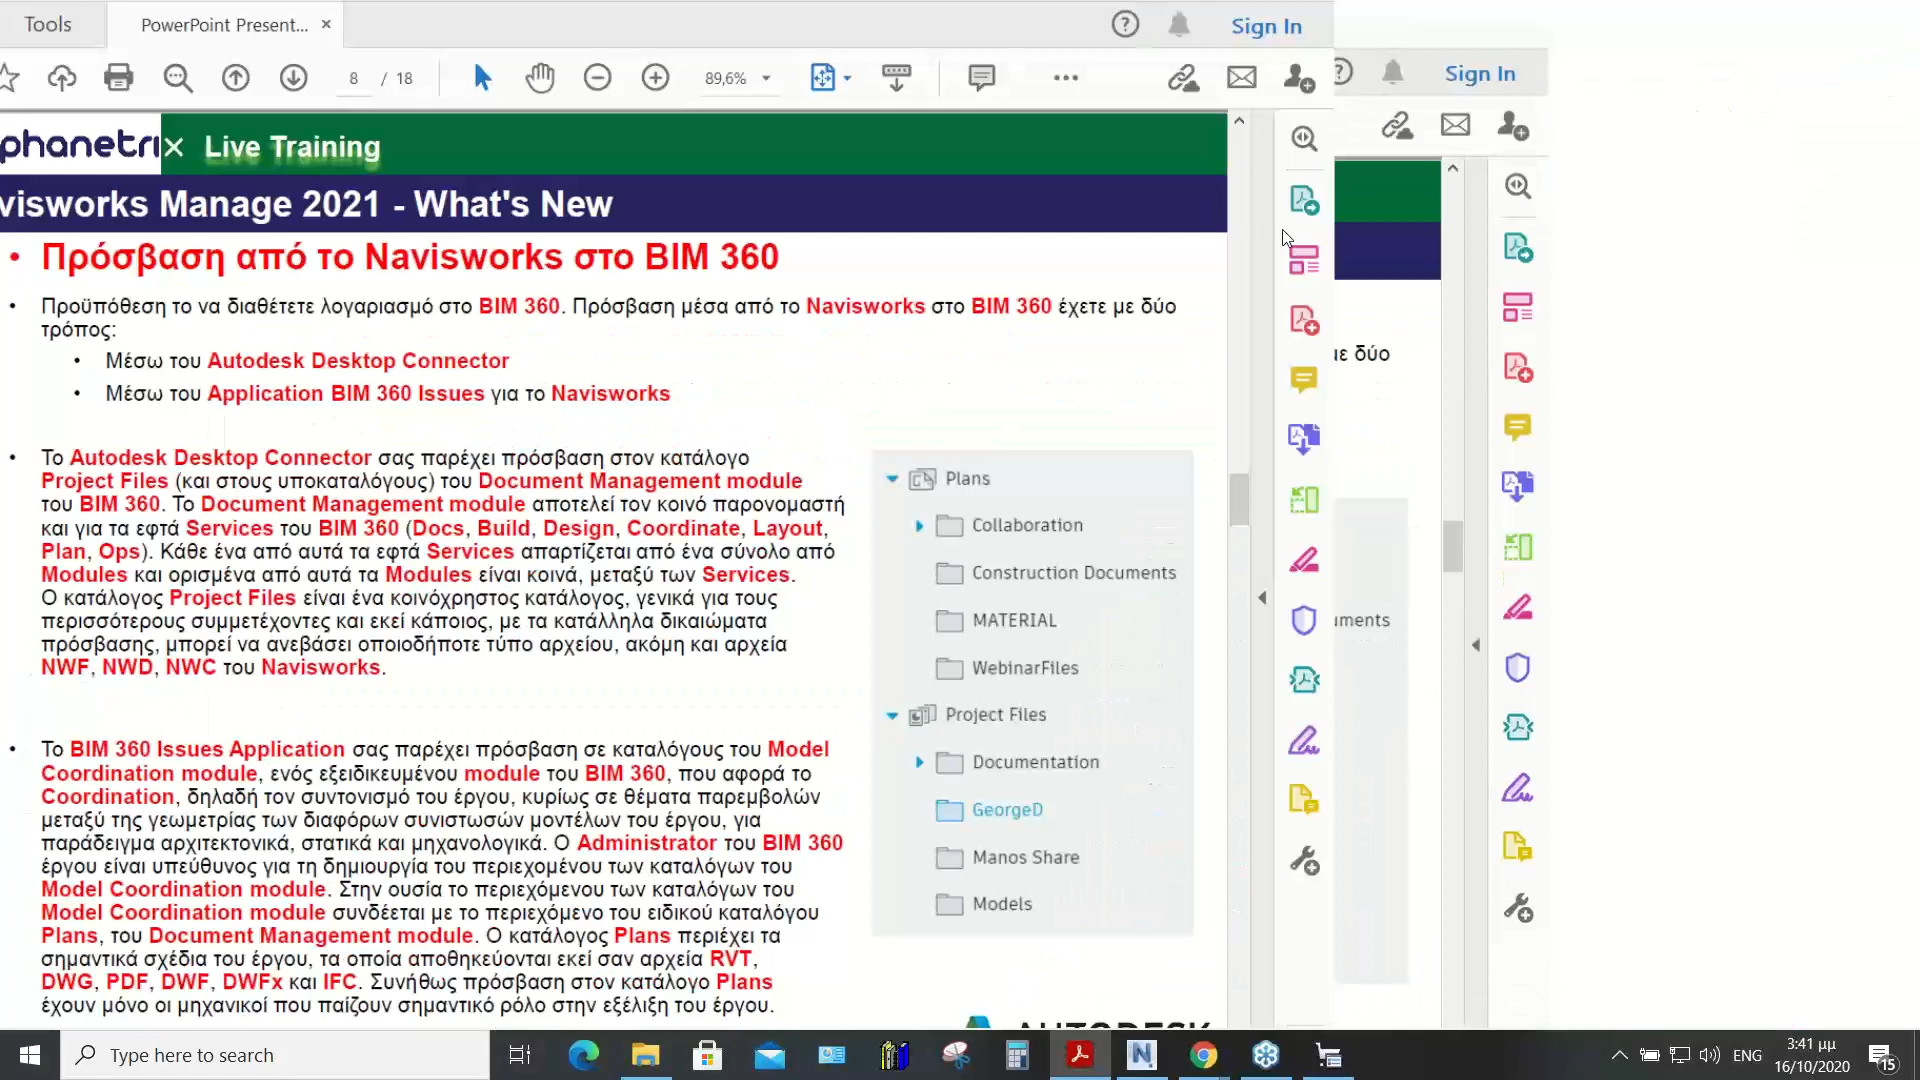 Tools
PowerPoint Present...
Sign In
8 / 18
89,6%
Sign In
phanetri
Live Training
visworks Manage 2021 - What's New
• Πρόσβαση από το Navisworks στο BIM 360
• Προϋπόθεση το να διαθέτετε λογαριασμό στο BIM 360. Πρόσβαση μέσα από το Navisworks στο BIM 360 έχετε με δύο
τρόπος:
• Μέσω του Autodesk Desktop Connector
• Μέσω του Application BIM 360 Issues για το Navisworks
• Το Autodesk Desktop Connector σας παρέχει πρόσβαση στον κατάλογο
Project Files (και στους υποκαταλόγους) του Document Management module
του BIM 360. Το Document Management module αποτελεί τον κοινό παρονομαστή
και για τα εφτά Services του BIM 360 (Docs, Build, Design, Coordinate, Layout,
Plan, Ops). Κάθε ένα από αυτά τα εφτά Services απαρτίζεται από ένα σύνολο από
Modules και ορισμένα από αυτά τα Modules είναι κοινά, μεταξύ των Services.
Ο κατάλογος Project Files είναι ένα κοινόχρηστος κατάλογος, γενικά για τους
περισσότερους συμμετέχοντες και εκεί κάποιος, με τα κατάλληλα δικαιώματα
πρόσβασης, μπορεί να ανεβάσει οποιοδήποτε τύπο αρχείου, ακόμη και αρχεία
NWF, NWD, NWC του Navisworks.
• Το BIM 360 Issues Application σας παρέχει πρόσβαση σε καταλόγους του Model
Coordination module, ενός εξειδικευμένου module του BIM 360, που αφορά το
Coordination, δηλαδή τον συντονισμό του έργου, κυρίως σε θέματα παρεμβολών
μεταξύ της γεωμετρίας των διαφόρων συνιστωσών μοντέλων του έργου, για
παράδειγμα αρχιτεκτονικά, στατικά και μηχανολογικά. Ο Administrator του BIM 360
έργου είναι υπεύθυνος για τη δημιουργία του περιεχομένου των καταλόγων του
Model Coordination module. Στην ουσία το περιεχόμενου των καταλόγων του
Model Coordination module συνδέεται με το περιεχόμενο του ειδικού καταλόγου
Plans, του Document Management module. Ο κατάλογος Plans περιέχει τα
σημαντικά σχέδια του έργου, τα οποία αποθηκεύονται εκεί σαν αρχεία RVT,
DWG, PDF, DWF, DWFx και IFC. Συνήθως πρόσβαση στον κατάλογο Plans
έχουν μόνο οι μηχανικοί που παίζουν σημαντικό ρόλο στην εξέλιξη του έργου.
Plans
Collaboration
Construction Documents
MATERIAL
WebinarFiles
Project Files
Documentation
GeorgeD
Manos Share
Models
AUTODESK
με δύο
uments
Type here to search
ENG
3:41 μμ
16/10/2020
15